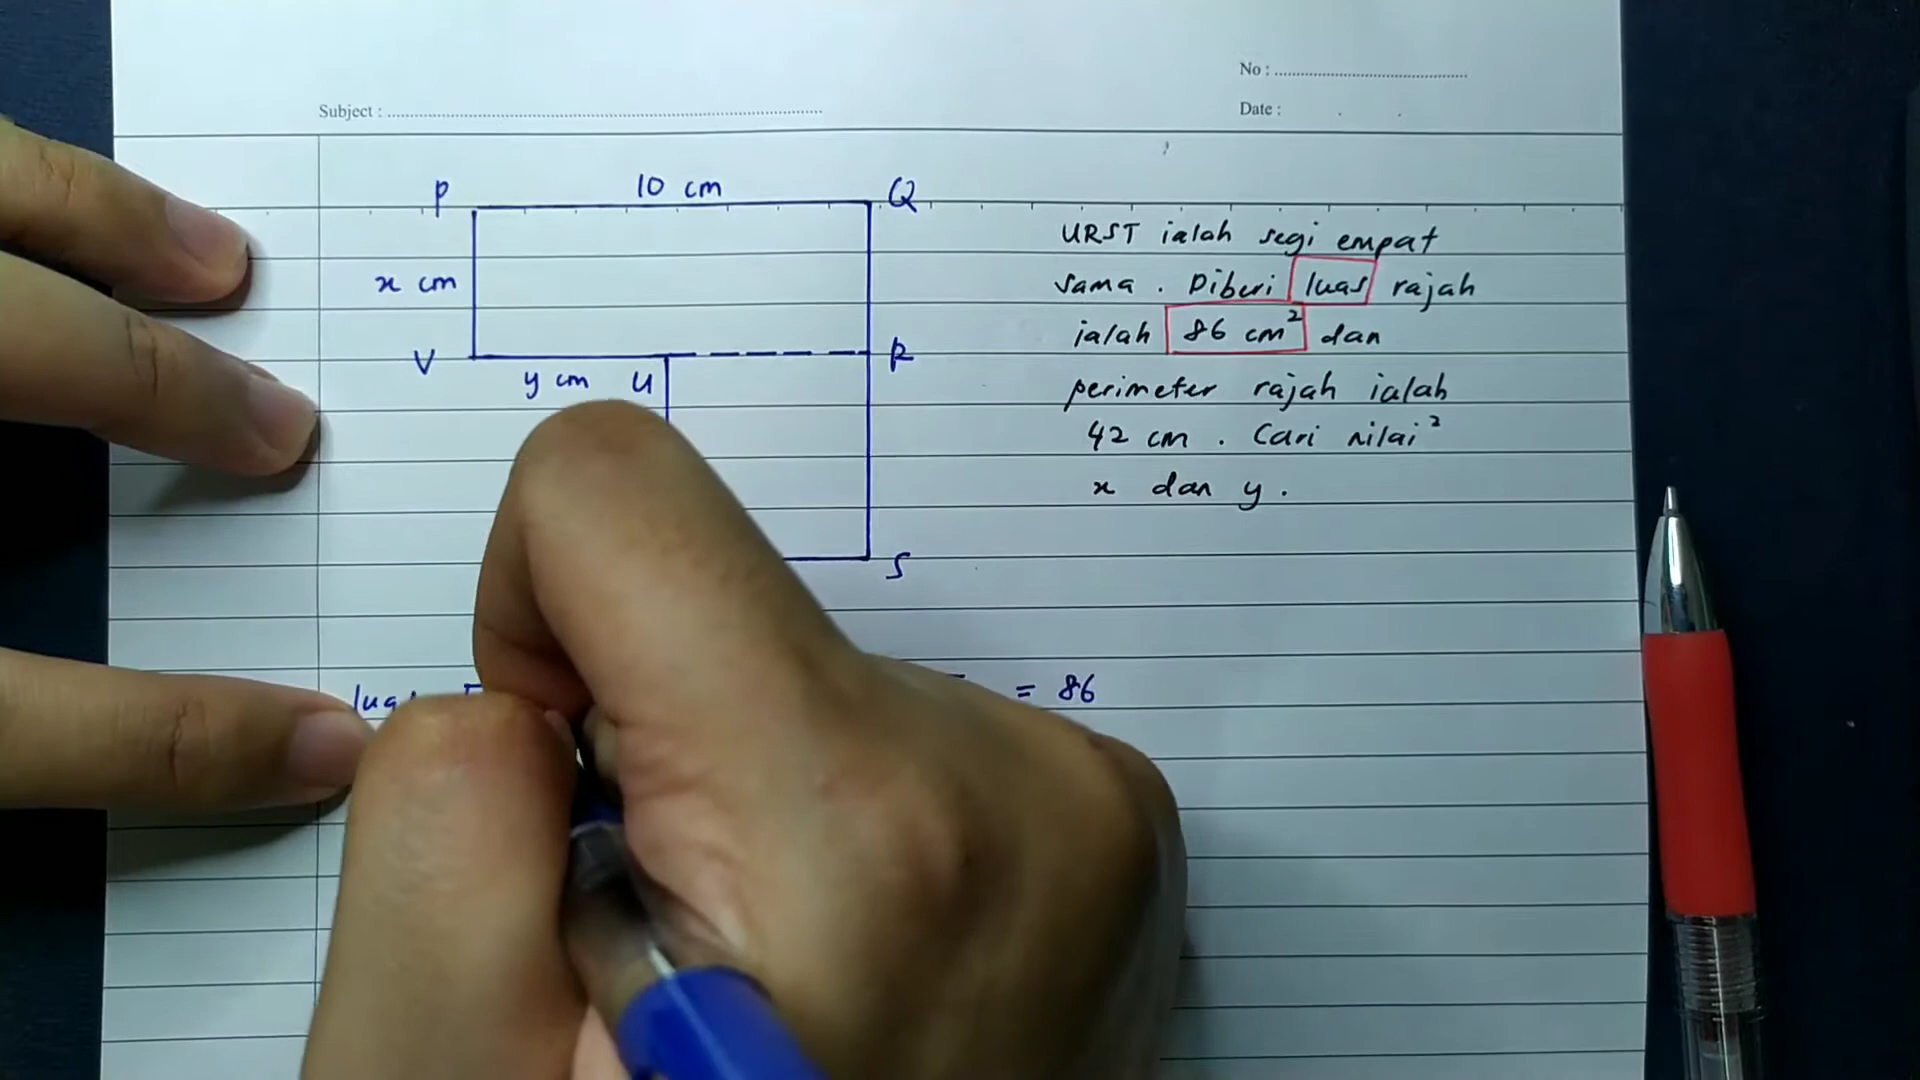 No :
Subject :
Date :
P 10 cm Q
x cm
V R
y cm U
S
URST ialah segi empat
sama . Diberi luas rajah
ialah 86 cm² dan
perimeter rajah ialah
42 cm . Cari nilai²
x dan y .
= 86